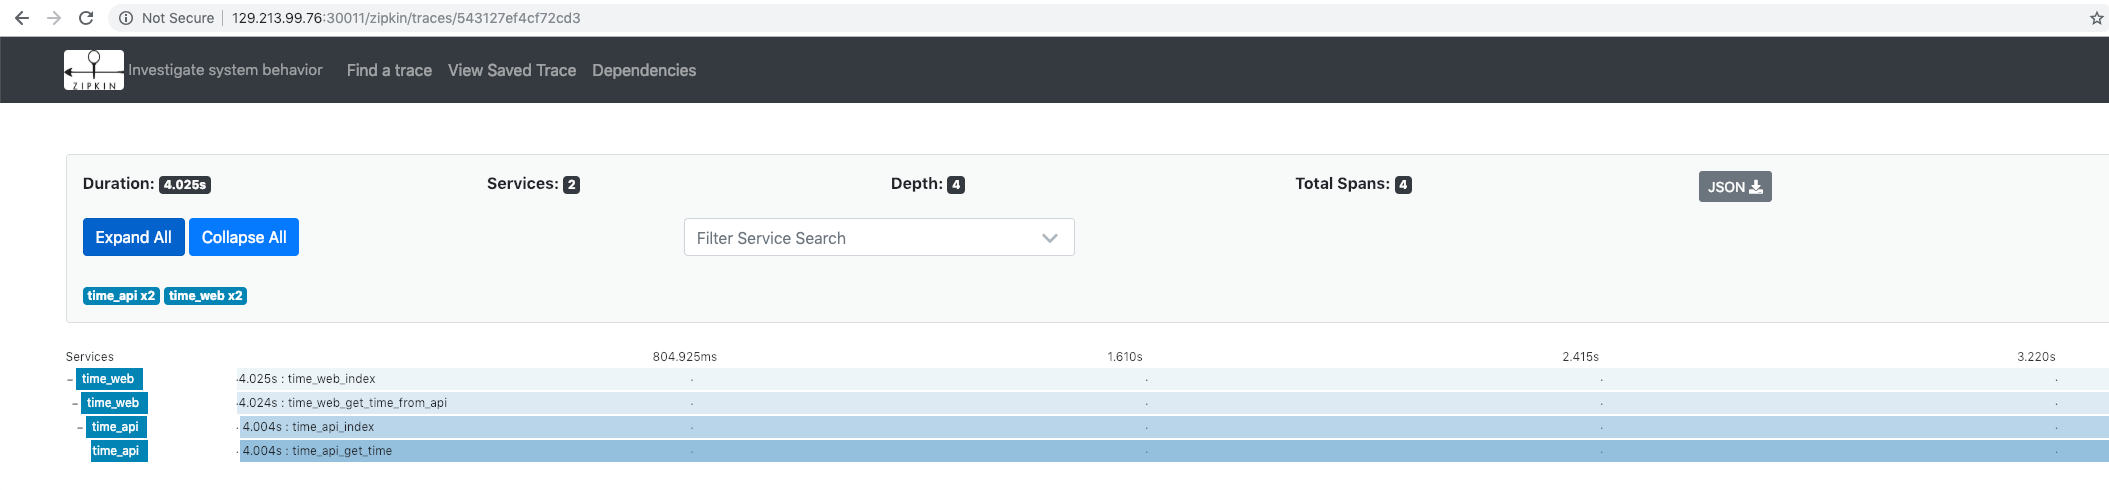 Not Secure | 129.213.99.76:30011/zipkin/traces/543127ef4cf72cd3
ZIPKIN Investigate system behavior Find a trace View Saved Trace Dependencies
Duration: 4.025s Services: 2 Depth: 4 Total Spans: 4 JSON
Expand All Collapse All Filter Service Search
time_api x2 time_web x2
Services 804.925ms 1.610s 2.415s 3.220s
- time_web 4.025s : time_web_index
- time_web 4.024s : time_web_get_time_from_api
- time_api 4.004s : time_api_index
time_api 4.004s : time_api_get_time